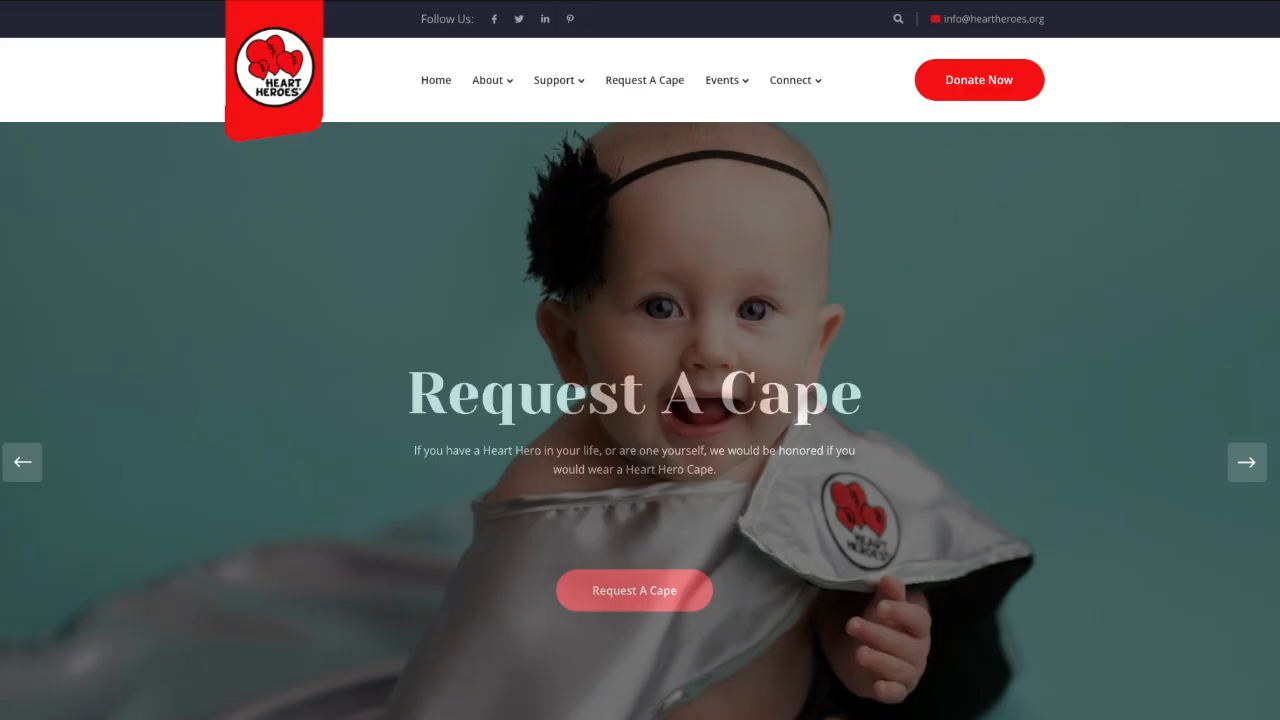 Follow Us:
info@heartheroes.org
HEART
HEROES
Home
About
Support
Request A Cape
Events
Connect
Donate Now
Request A Cape
If you have a Heart Hero in your life, or are one yourself, we would be honored if you
would wear a Heart Hero Cape.
HEART
HEROES
Request A Cape